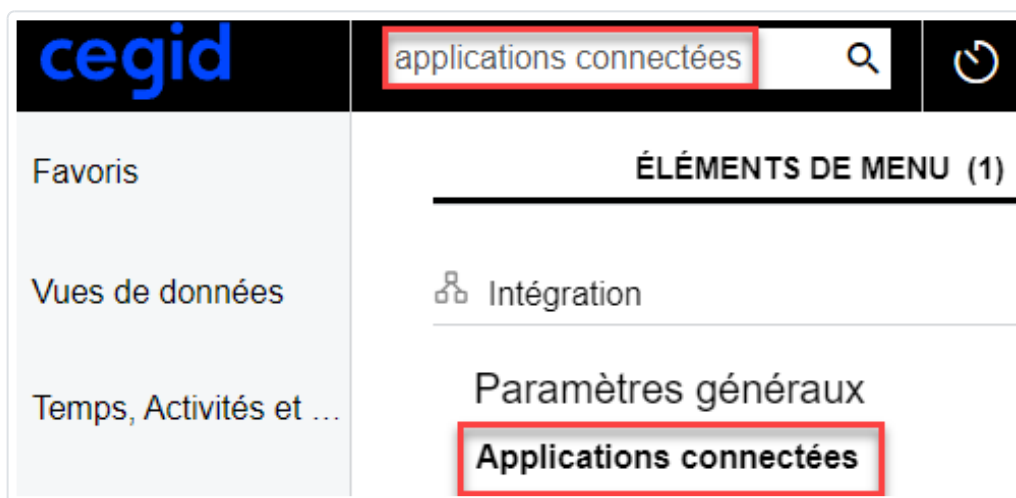 cegid
applications connectées
Favoris
Vues de données
Temps, Activités et ...
ÉLÉMENTS DE MENU (1)
Intégration
Paramètres généraux
Applications connectées